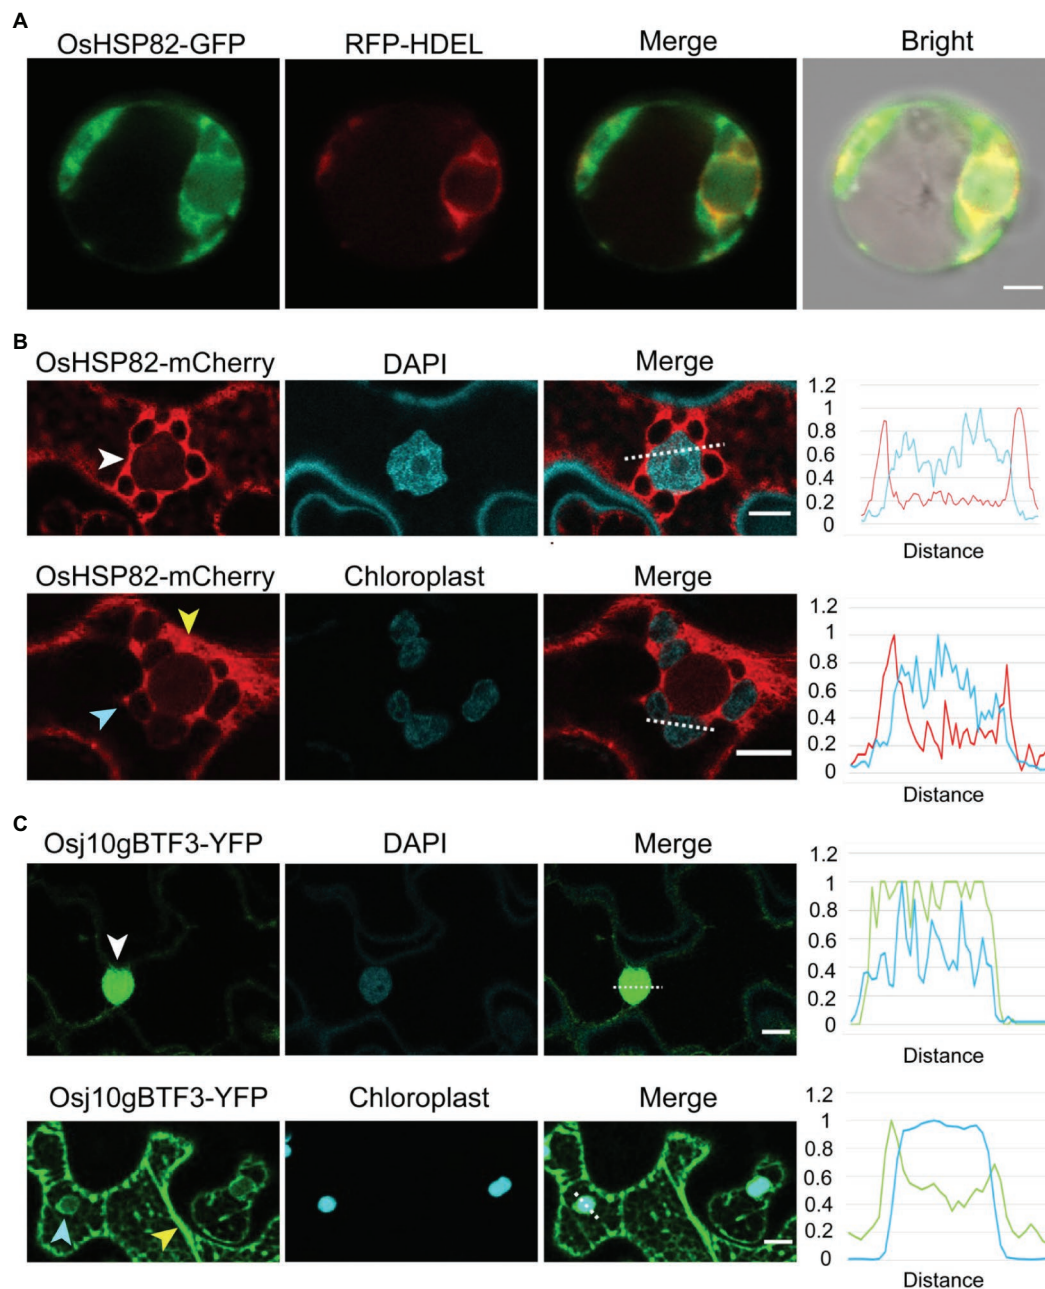 A
OsHSP82-GFP RFP-HDEL Merge Bright
B
OsHSP82-mCherry DAPI Merge
1.2
1
0.8
0.6
0.4
0.2
0
Distance
OsHSP82-mCherry Chloroplast Merge
1.2
1
0.8
0.6
0.4
0.2
0
Distance
C
Osj10gBTF3-YFP DAPI Merge
1.2
1
0.8
0.6
0.4
0.2
0
Distance
Osj10gBTF3-YFP Chloroplast Merge
1.2
1
0.8
0.6
0.4
0.2
0
Distance